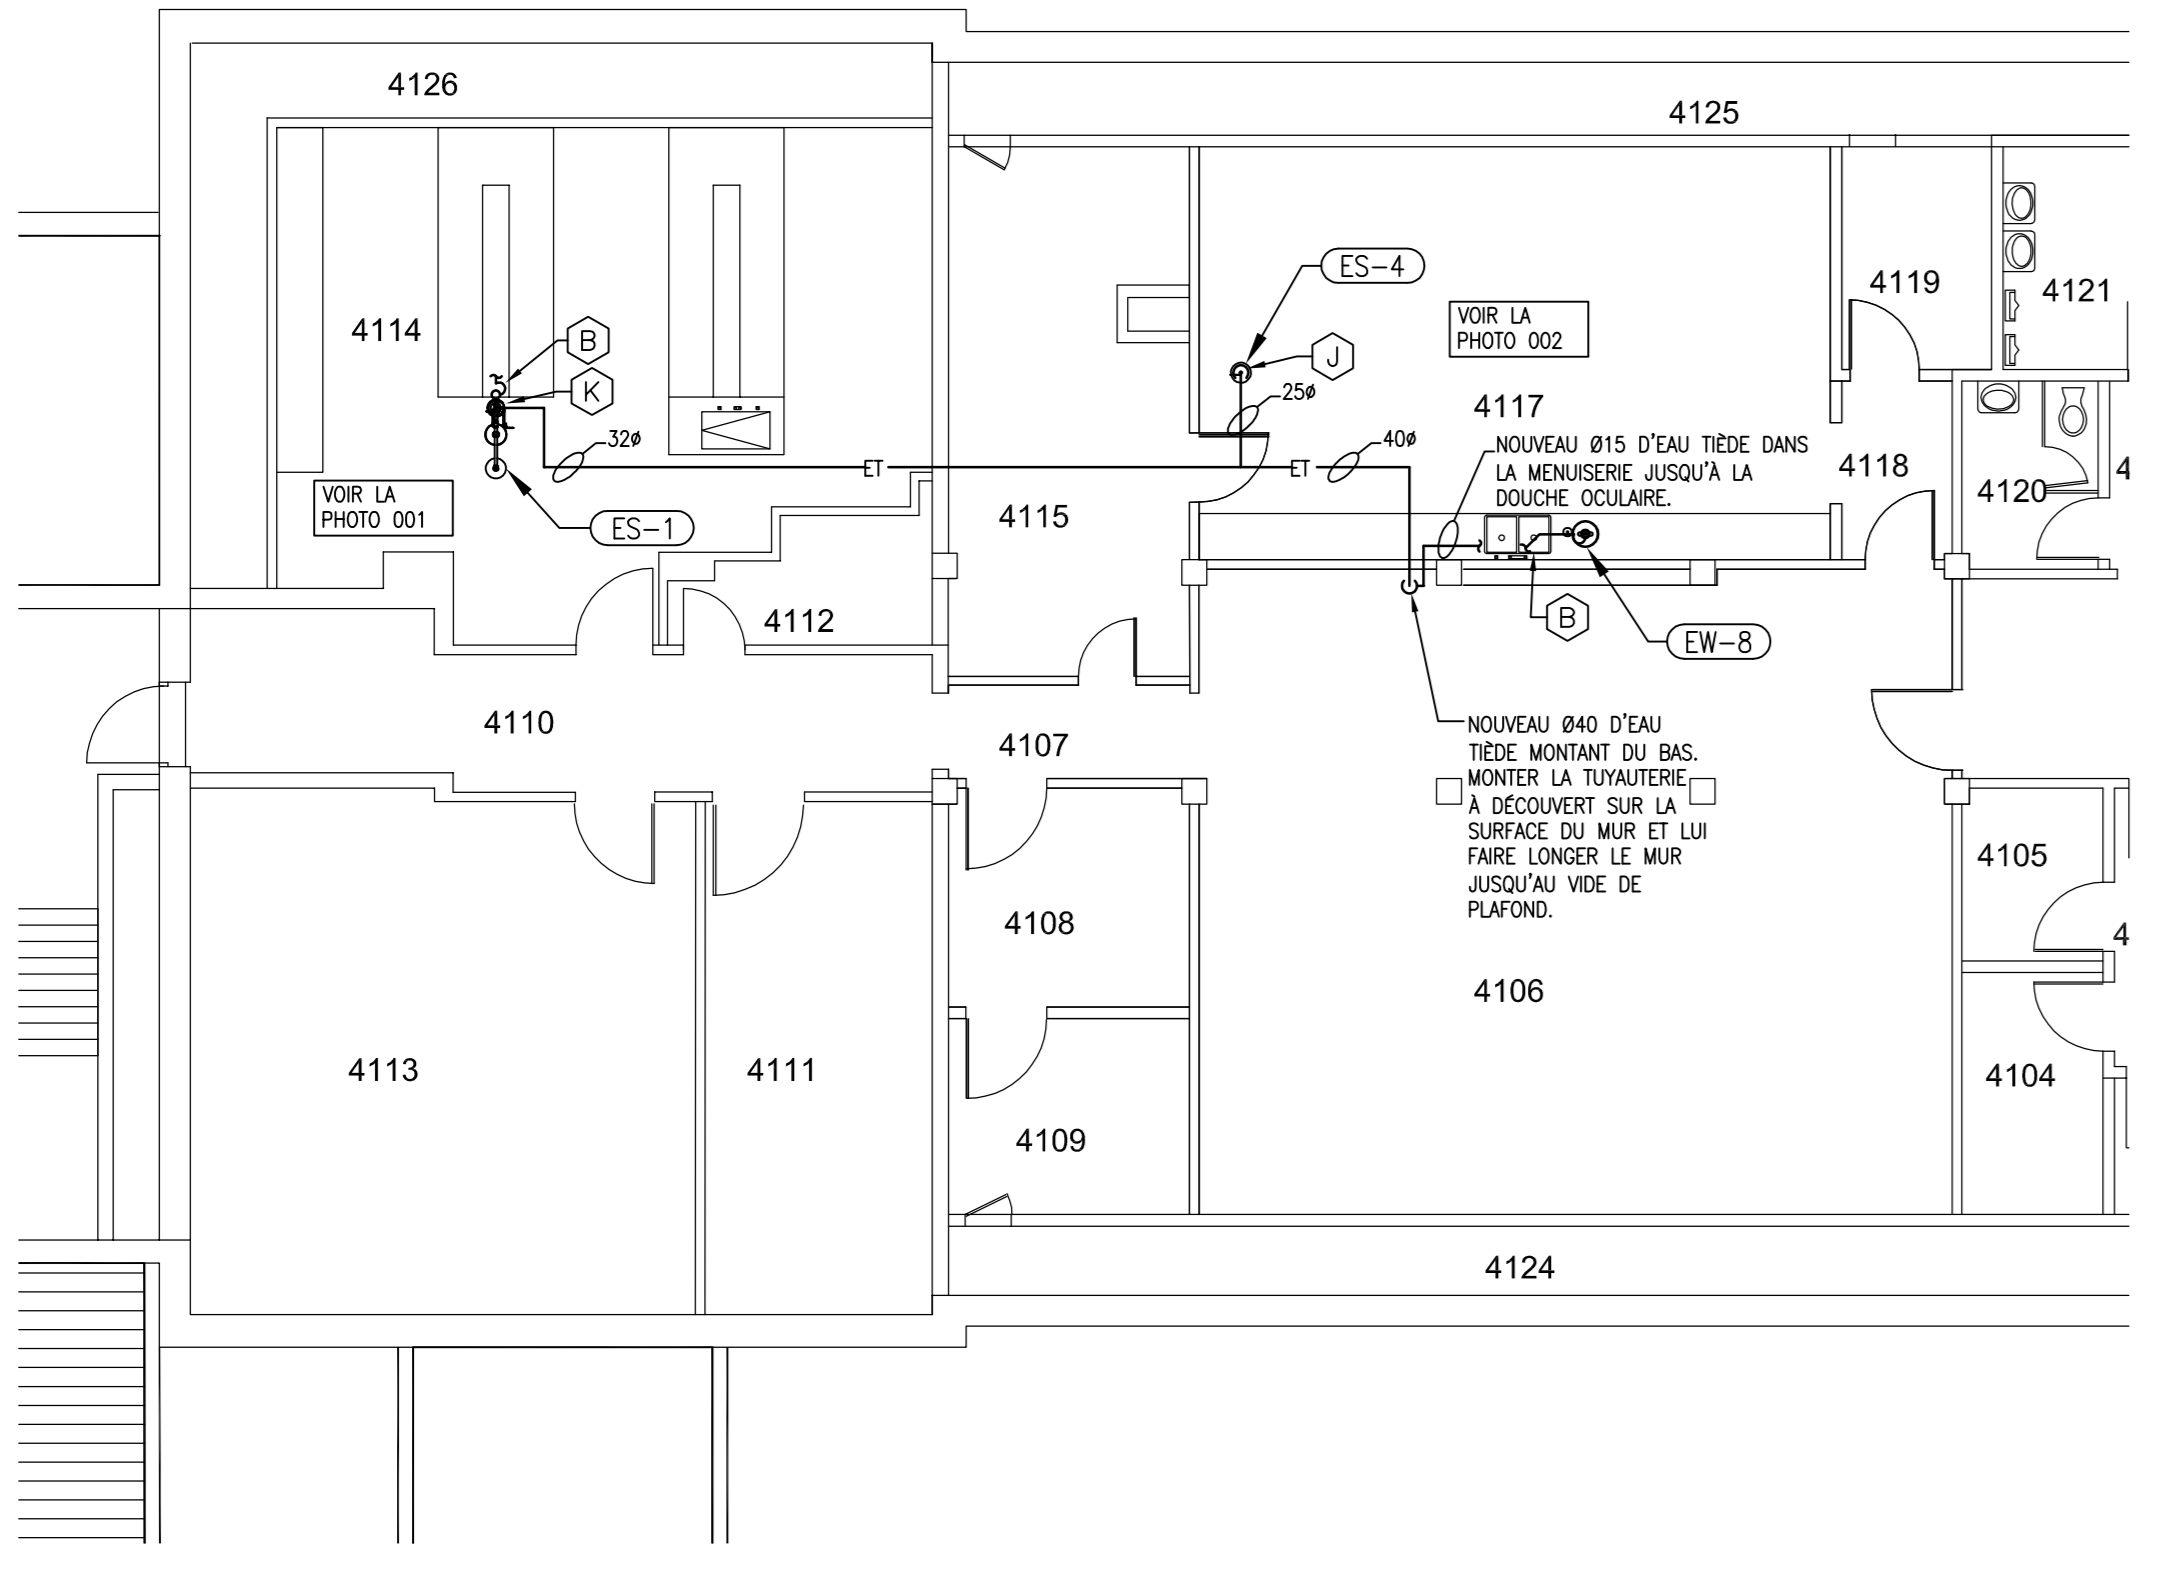 4126
4125
ES-4
4119
4121
VOIR LA
PHOTO 002
4114
B
J
K
25ø
4117
32ø
40ø
NOUVEAU Ø15 D'EAU TIÈDE DANS
LA MENUISERIE JUSQU'À LA
DOUCHE OCULAIRE.
ET
ET
4118
4
4120
VOIR LA
PHOTO 001
ES-1
4115
4112
B
EW-8
4110
4107
NOUVEAU Ø40 D'EAU
TIÈDE MONTANT DU BAS.
MONTER LA TUYAUTERIE
À DÉCOUVERT SUR LA
SURFACE DU MUR ET LUI
FAIRE LONGER LE MUR
JUSQU'AU VIDE DE
PLAFOND.
4105
4108
4
4106
4113
4111
4104
4109
4124